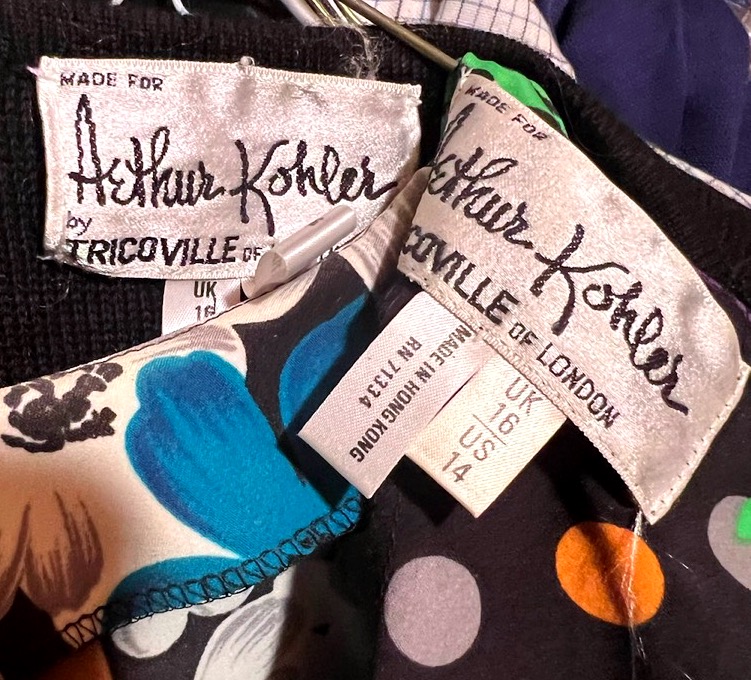 MADE FOR
Arthur Kohler
by
TRICOVILLE OF
UK
MADE FOR
Arthur Kohler
COVILLE OF LONDON
MADE IN HONG KONG
RN 71334
UK
16
US
14